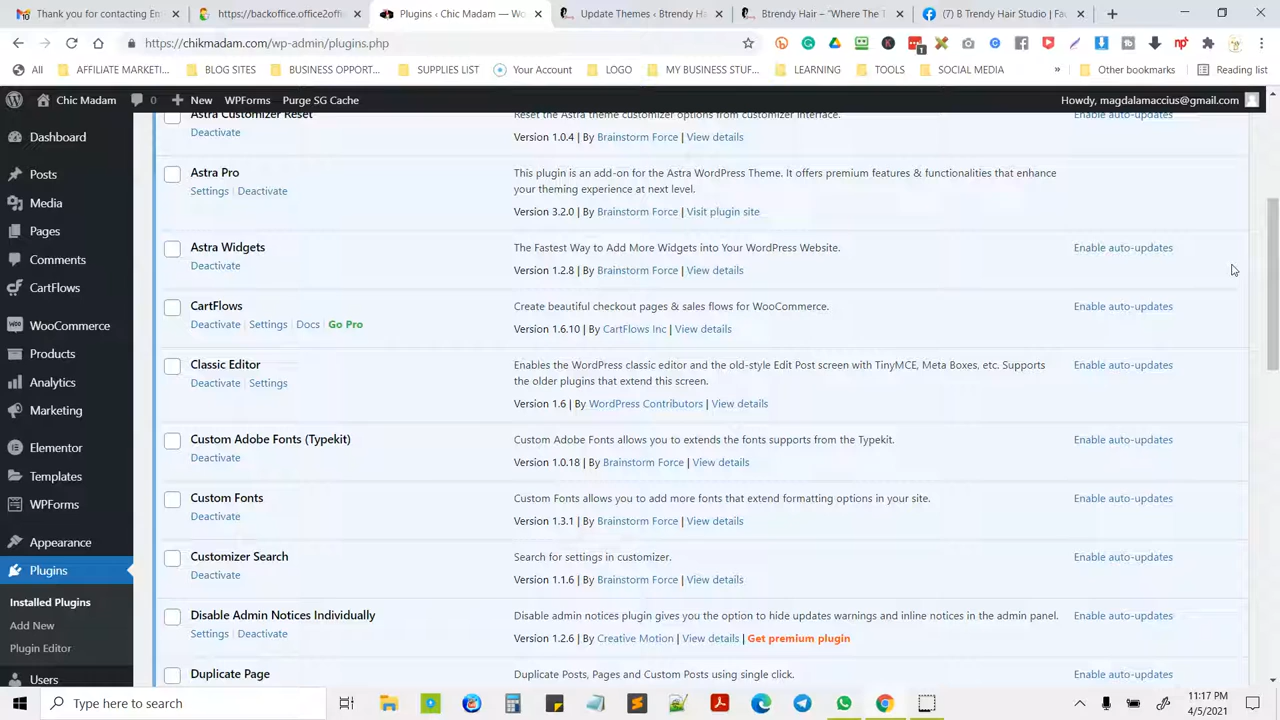 Thank you for contacting Ent
https://backoffice.office2office
Plugins ‹ Chic Madam — Wo
Update Themes ‹ Btrendy Hair
Btrendy Hair – "Where The T
(7) B Trendy Hair Studio | Fac
https://chikmadam.com/wp-admin/plugins.php
All AFFILIATE MARKETI... BLOG SITES BUSINESS OPPORT... SUPPLIES LIST Your Account LOGO MY BUSINESS STUF... LEARNING TOOLS SOCIAL MEDIA » Other bookmarks Reading list
Chic Madam 0 New WPForms Purge SG Cache Howdy, magdalamaccius@gmail.com
Dashboard
Posts
Media
Pages
Comments
CartFlows
WooCommerce
Products
Analytics
Marketing
Elementor
Templates
WPForms
Appearance
Plugins
Installed Plugins
Add New
Plugin Editor
Users
Astra Customizer Reset Reset the Astra theme customizer options from customizer interface. Enable auto-updates
Deactivate Version 1.0.4 | By Brainstorm Force | View details
Astra Pro This plugin is an add-on for the Astra WordPress Theme. It offers premium features & functionalities that enhance
Settings | Deactivate your theming experience at next level.
Version 3.2.0 | By Brainstorm Force | Visit plugin site
Astra Widgets The Fastest Way to Add More Widgets into Your WordPress Website. Enable auto-updates
Deactivate Version 1.2.8 | By Brainstorm Force | View details
CartFlows Create beautiful checkout pages & sales flows for WooCommerce. Enable auto-updates
Deactivate | Settings | Docs | Go Pro Version 1.6.10 | By CartFlows Inc | View details
Classic Editor Enables the WordPress classic editor and the old-style Edit Post screen with TinyMCE, Meta Boxes, etc. Supports Enable auto-updates
Deactivate | Settings the older plugins that extend this screen.
Version 1.6 | By WordPress Contributors | View details
Custom Adobe Fonts (Typekit) Custom Adobe Fonts allows you to extends the fonts supports from the Typekit. Enable auto-updates
Deactivate Version 1.0.18 | By Brainstorm Force | View details
Custom Fonts Custom Fonts allows you to add more fonts that extend formatting options in your site. Enable auto-updates
Deactivate Version 1.3.1 | By Brainstorm Force | View details
Customizer Search Search for settings in customizer. Enable auto-updates
Deactivate Version 1.1.6 | By Brainstorm Force | View details
Disable Admin Notices Individually Disable admin notices plugin gives you the option to hide updates warnings and inline notices in the admin panel. Enable auto-updates
Settings | Deactivate Version 1.2.6 | By Creative Motion | View details | Get premium plugin
Duplicate Page Duplicate Posts, Pages and Custom Posts using single click. Enable auto-updates
Type here to search
11:17 PM
4/5/2021